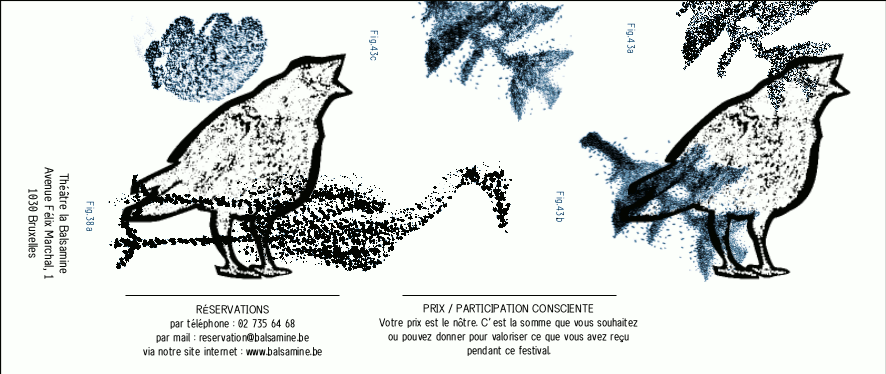 Fig.43c
Fig.43a
Théâtre la Balsamine
Avenue Félix Marchal, 1
1030 Bruxelles
Fig.38a
Fig.43b
RÉSERVATIONS
par téléphone : 02 735 64 68
par mail : reservation@balsamine.be
via notre site internet : www.balsamine.be
PRIX / PARTICIPATION CONSCIENTE
Votre prix est le nôtre. C'est la somme que vous souhaitez
ou pouvez donner pour valoriser ce que vous avez reçu
pendant ce festival.